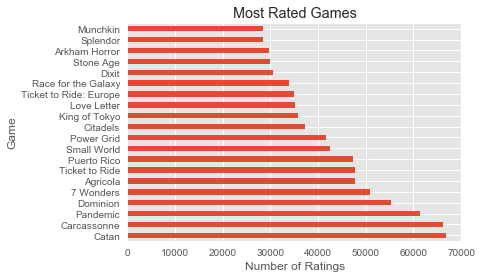 Most Rated Games
Game
Munchkin
Splendor
Arkham Horror
Stone Age
Dixit
Race for the Galaxy
Ticket to Ride: Europe
Love Letter
King of Tokyo
Citadels
Power Grid
Small World
Puerto Rico
Ticket to Ride
Agricola
7 Wonders
Dominion
Pandemic
Carcassonne
Catan
0 10000 20000 30000 40000 50000 60000 70000
Number of Ratings